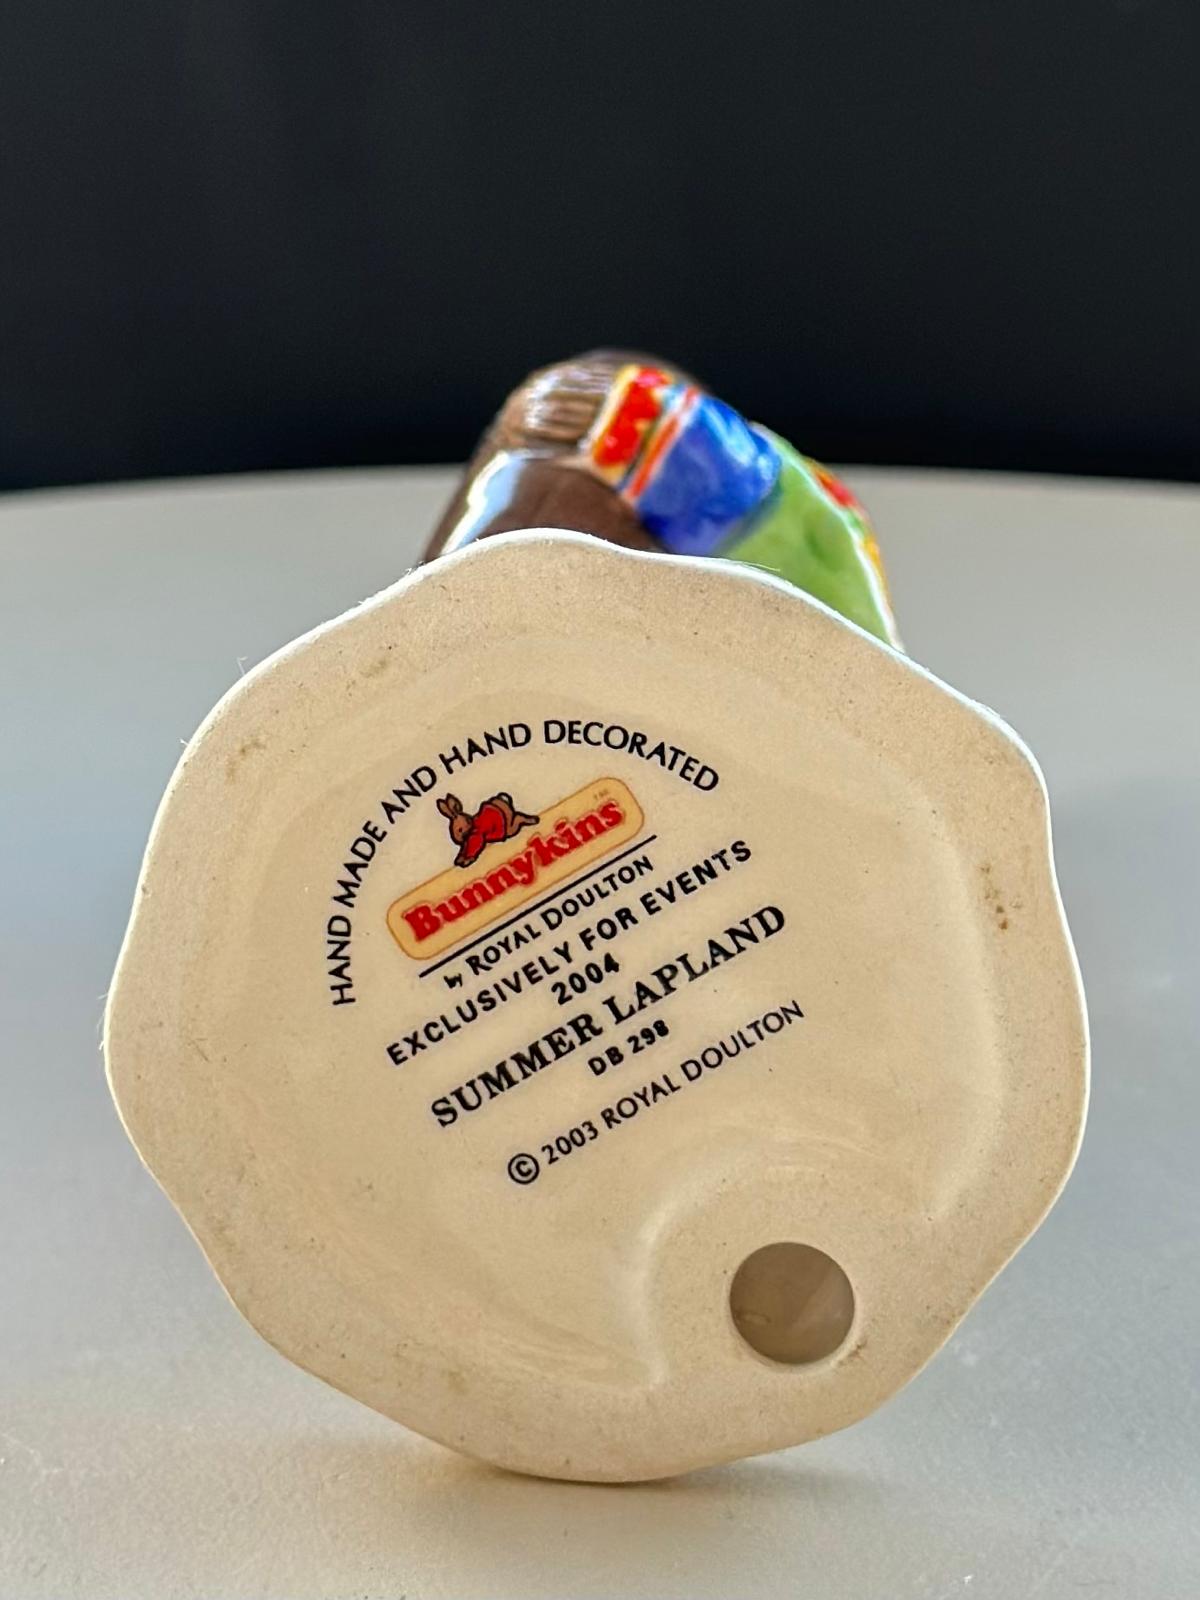 HAND MADE AND HAND DECORATED
Bunnykins™
by ROYAL DOULTON
EXCLUSIVELY FOR EVENTS
2004
SUMMER LAPLAND
DB 298
© 2003 ROYAL DOULTON